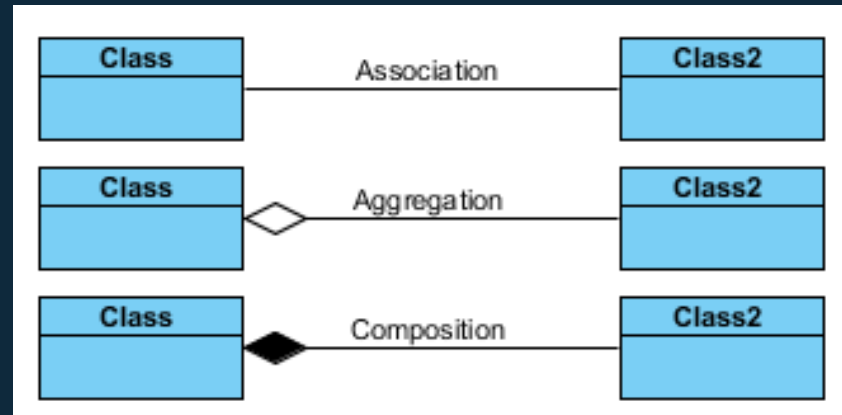 Class Association Class2
Class Aggregation Class2
Class Composition Class2